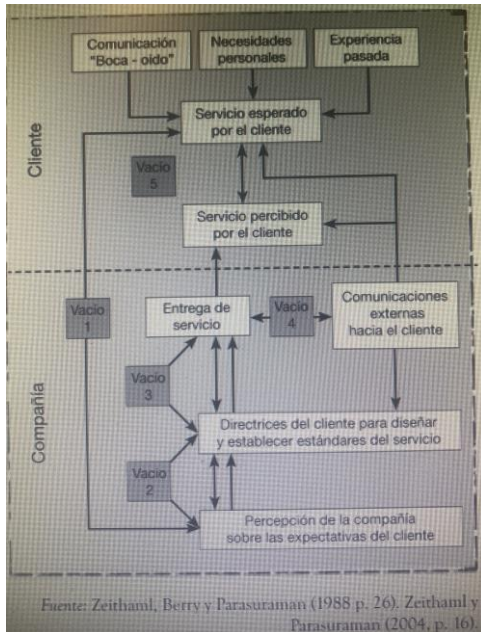 Comunicación
"Boca - oído"
Necesidades
personales
Experiencia
pasada
Cliente
Servicio esperado
por el cliente
Vacío
5
Servicio percibido
por el cliente
Vacío
1
Entrega de
servicio
Vacío
4
Comunicaciones
externas
hacia el cliente
Compañía
Vacío
3
Directrices del cliente para diseñar
y establecer estándares del servicio
Vacío
2
Percepción de la compañía
sobre las expectativas del cliente
Fuente: Zeithaml, Berry y Parasuraman (1988 p. 26). Zeithaml y
Parasuraman (2004, p. 16).